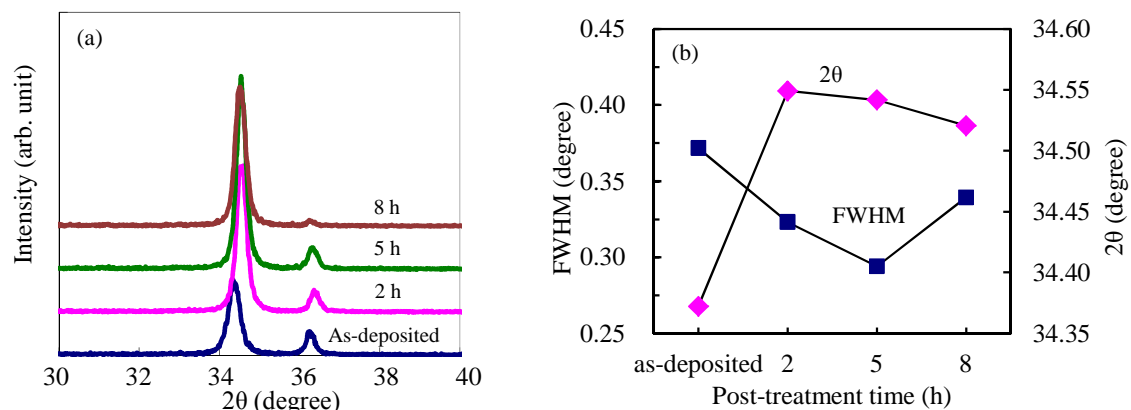 (a)
Intensity (arb. unit)
8 h
5 h
2 h
As-deposited
30 32 34 36 38 40
2θ (degree)
(b)
0.45
0.40
0.35
0.30
0.25
FWHM (degree)
2θ
FWHM
34.60
34.55
34.50
34.45
34.40
34.35
2θ (degree)
as-deposited 2 5 8
Post-treatment time (h)